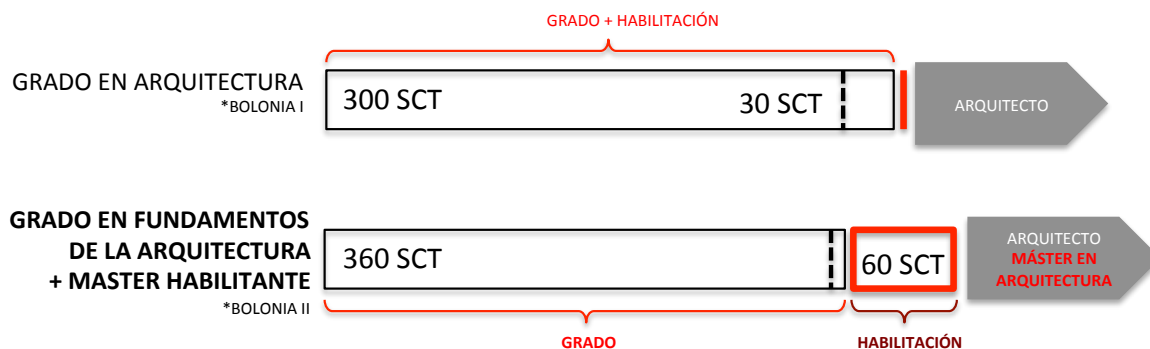 GRADO + HABILITACIÓN
GRADO EN ARQUITECTURA
*BOLONIA I
300 SCT
30 SCT
ARQUITECTO
GRADO EN FUNDAMENTOS
DE LA ARQUITECTURA
+ MASTER HABILITANTE
*BOLONIA II
360 SCT
60 SCT
ARQUITECTO
MÁSTER EN
ARQUITECTURA
GRADO
HABILITACIÓN